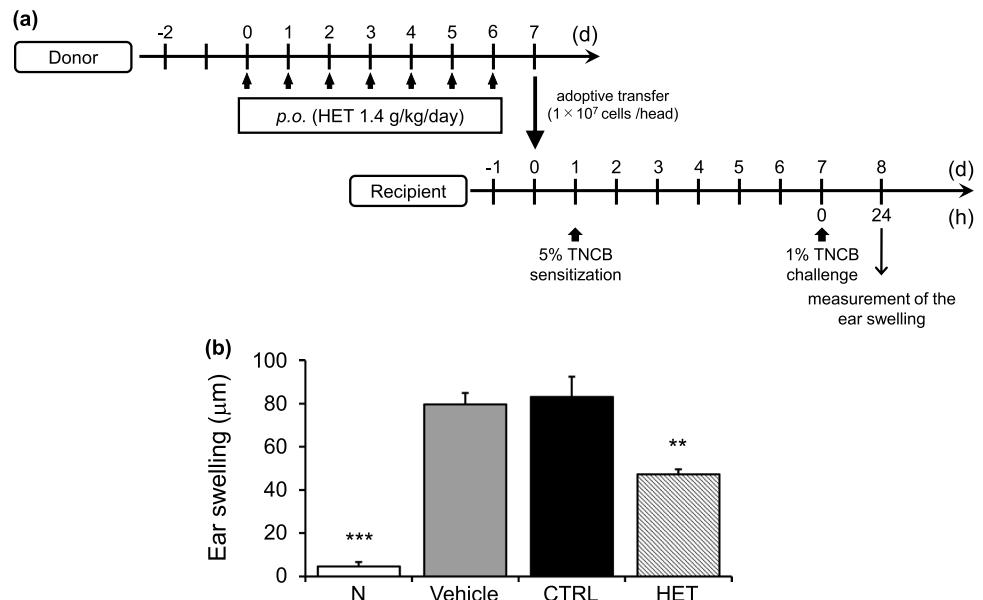 (a)
Donor
-2 0 1 2 3 4 5 6 7 (d)
p.o. (HET 1.4 g/kg/day)
adoptive transfer
(1 × 10⁷ cells /head)
Recipient
-1 0 1 2 3 4 5 6 7 8 (d)
0 24 (h)
5% TNCB
sensitization
1% TNCB
challenge
measurement of the
ear swelling
(b)
Ear swelling (μm)
100
80
60
40
20
0
***
**
N Vehicle CTRL HET